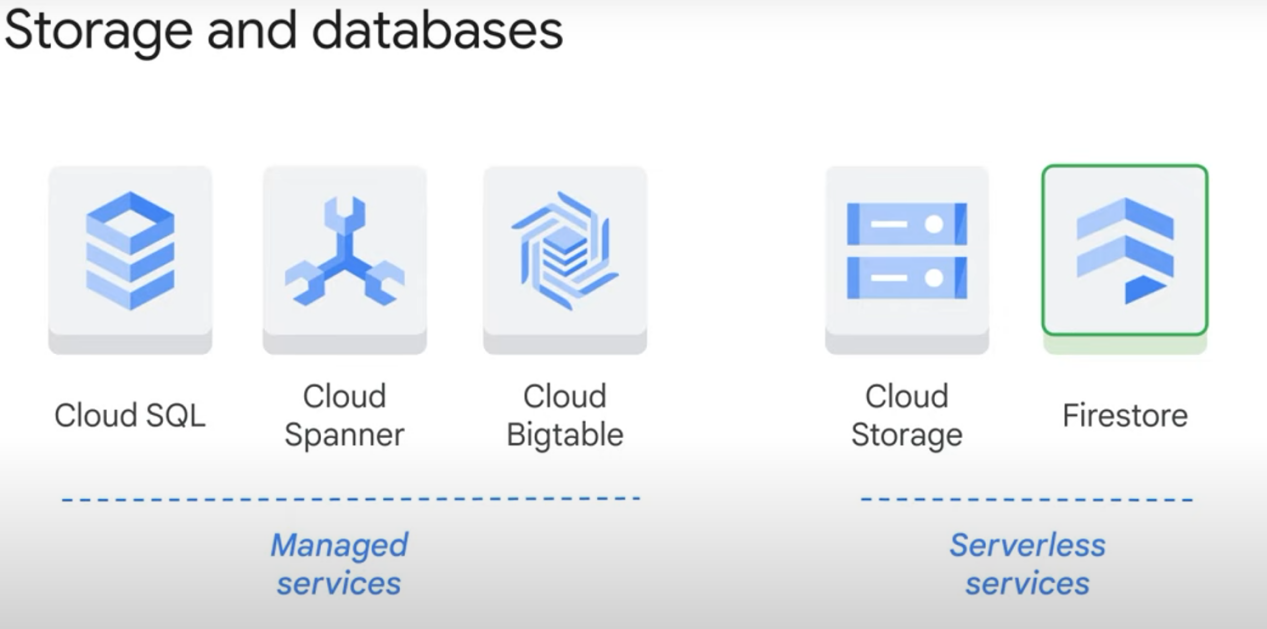 Storage and databases
Cloud SQL
Cloud
Spanner
Cloud
Bigtable
Cloud
Storage
Firestore
Managed
services
Serverless
services